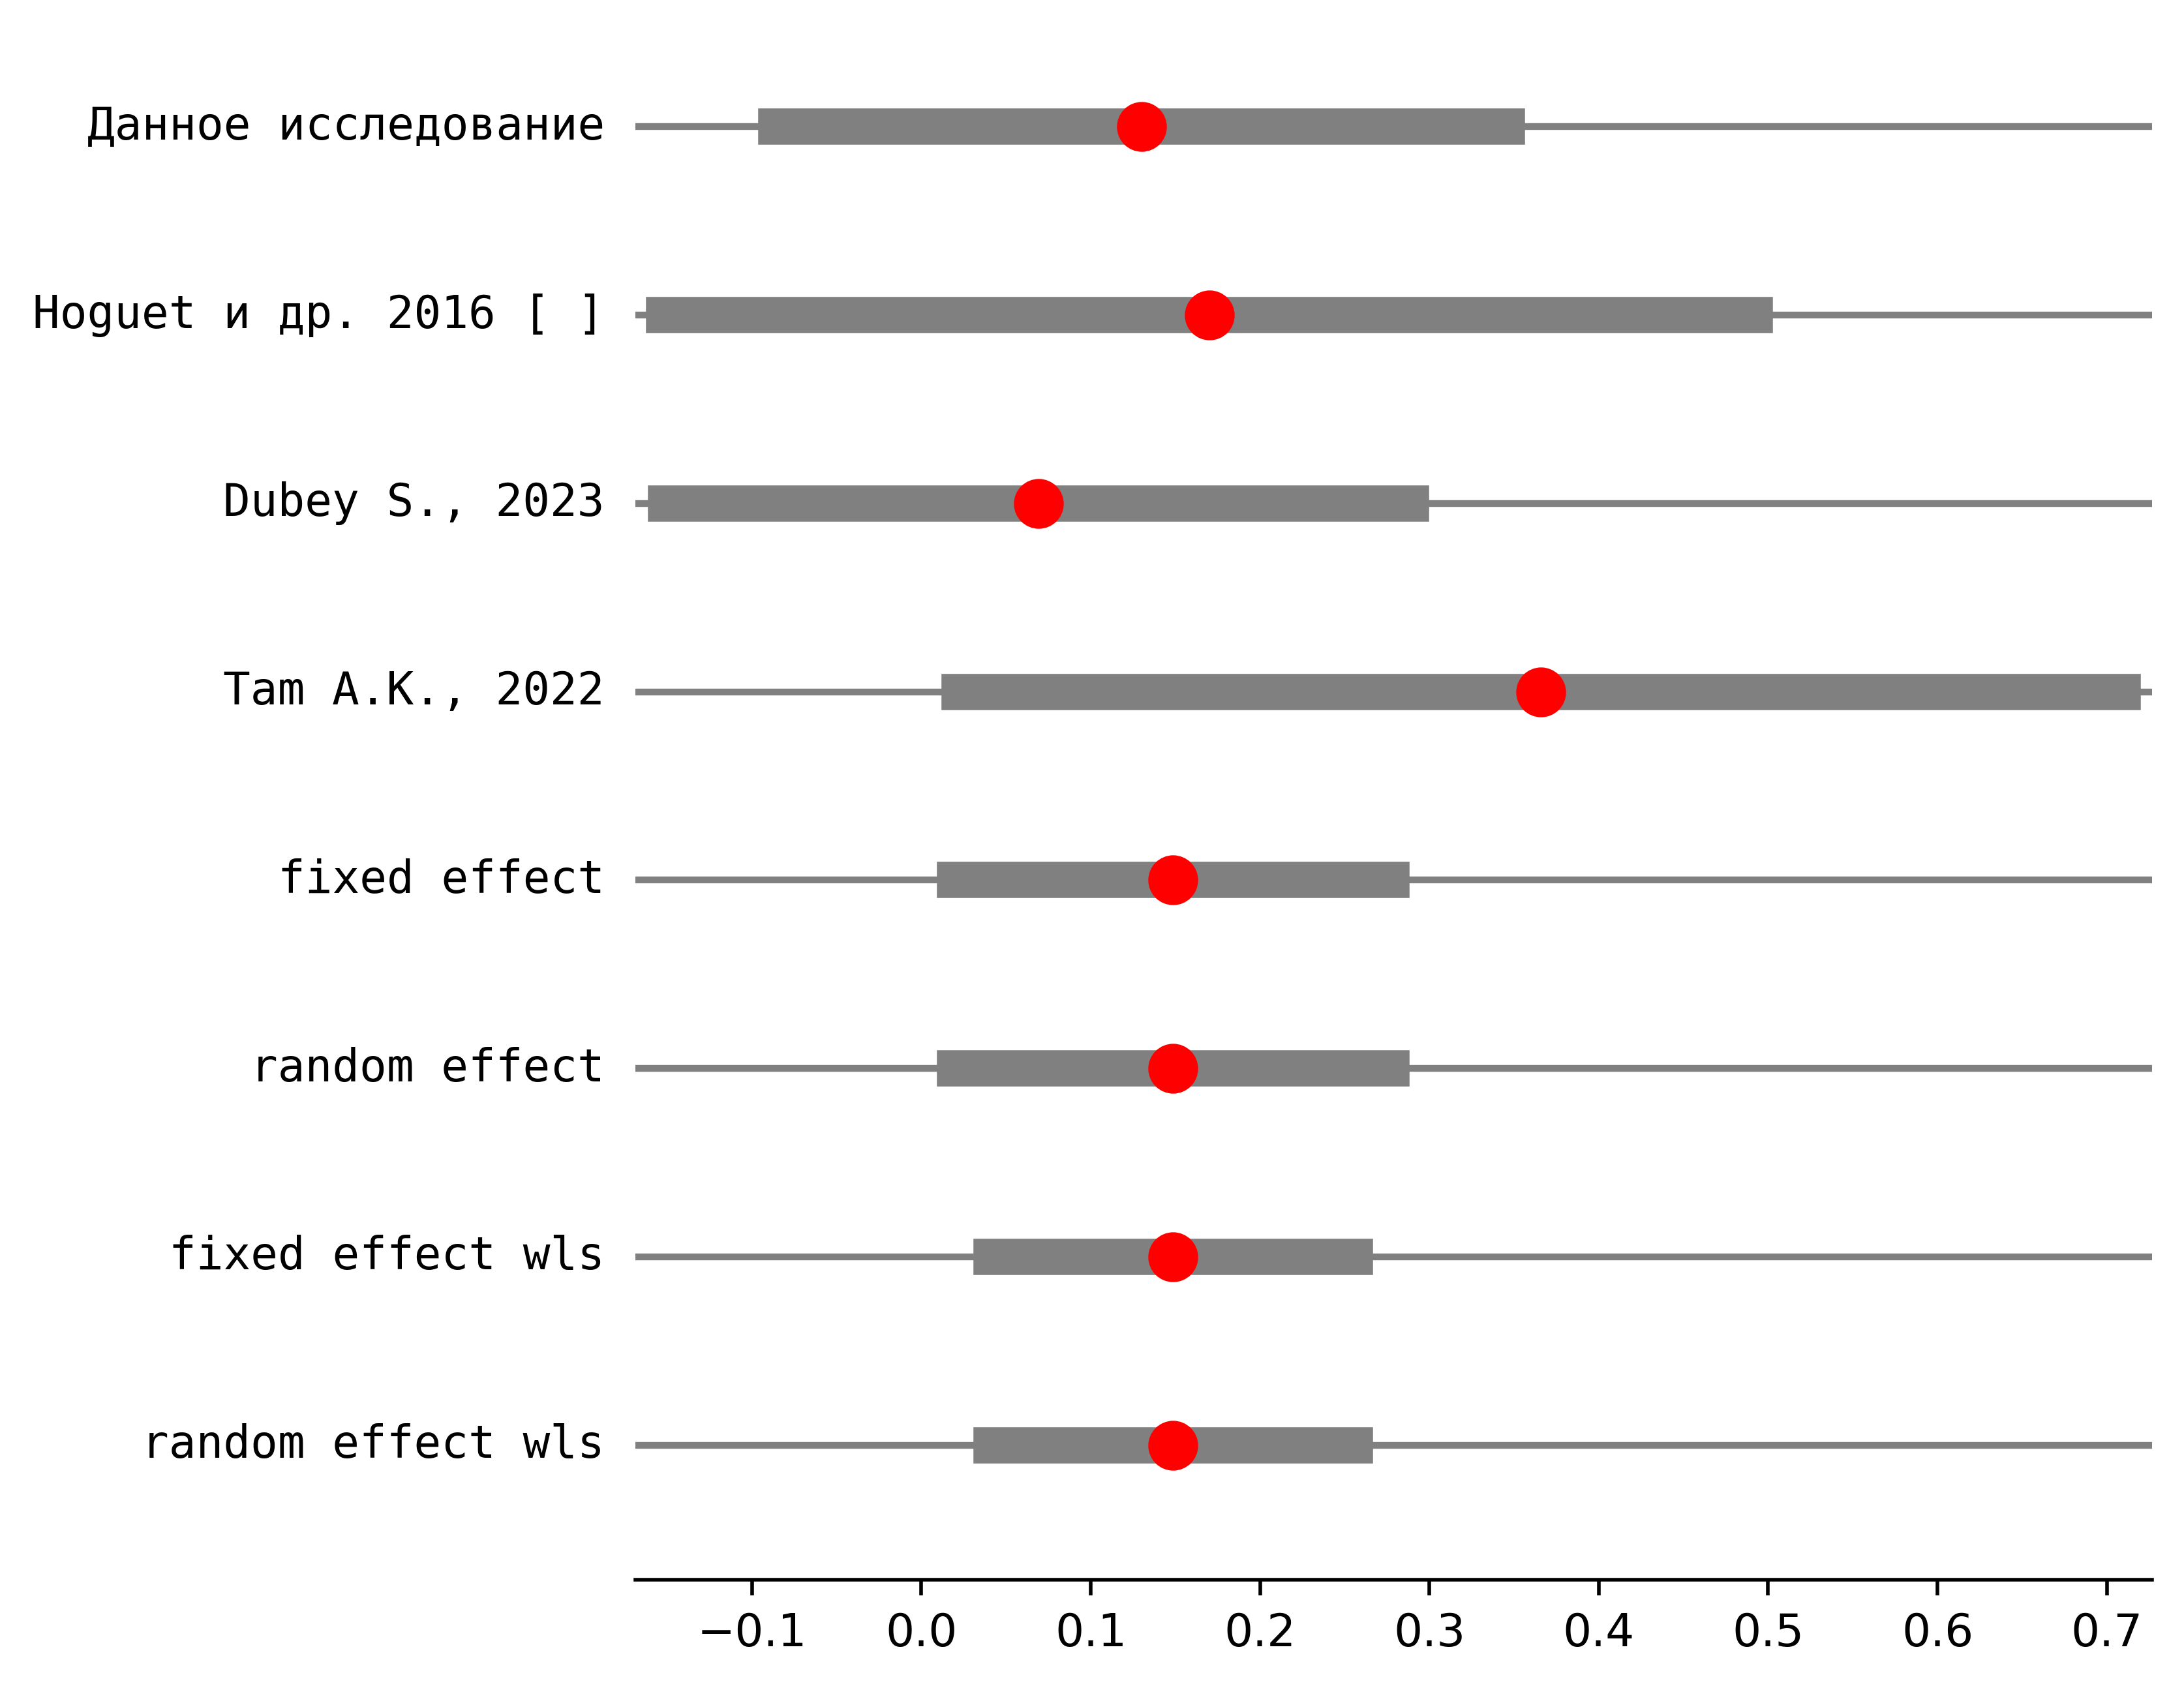 Данное исследование
Hoguet и др. 2016 [ ]
Dubey S., 2023
Tam A.K., 2022
fixed effect
random effect
fixed effect wls
random effect wls
−0.1 0.0 0.1 0.2 0.3 0.4 0.5 0.6 0.7